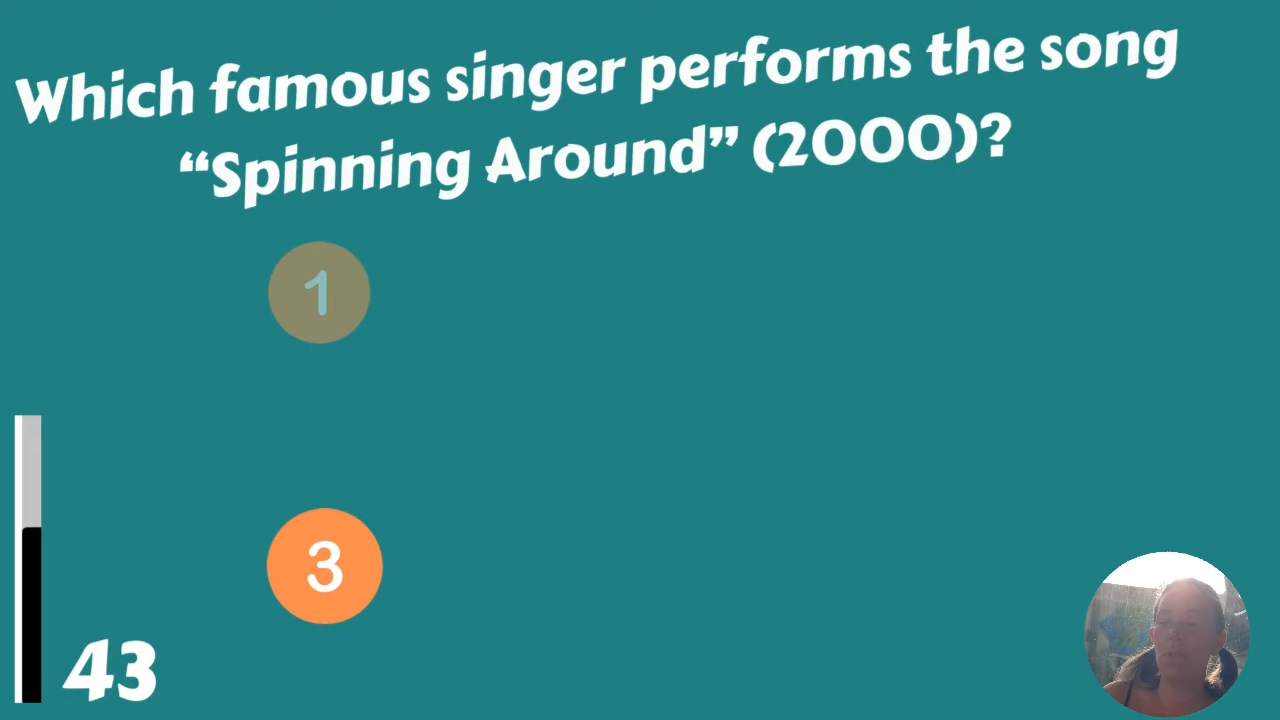 Which famous singer performs the song
“Spinning Around” (2000)?
1
3
43